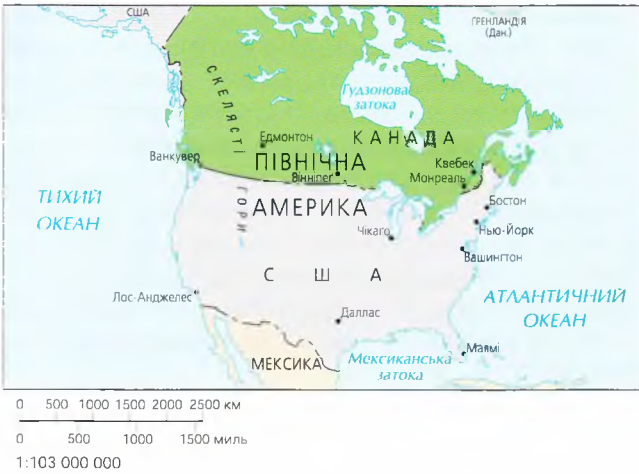 США
ҐРЕНЛАНДІЯ
(Дан.)
СКЕЛЯСТІ
Гудзонова
затока
Едмонтон
КАНАДА
Ванкувер
ПІВНІЧНА
Квебек
Вінніпег
Монреаль
ТИХИЙ
ОКЕАН
ГОРИ
АМЕРИКА
Бостон
Чікаго
Нью-Йорк
Вашингтон
США
Лос-Анджелес
АТЛАНТИЧНИЙ
ОКЕАН
Даллас
МЕКСИКА
Мексиканська
затока
Маямі
0 500 1000 1500 2000 2500 км
0 500 1000 1500 миль
1:103 000 000